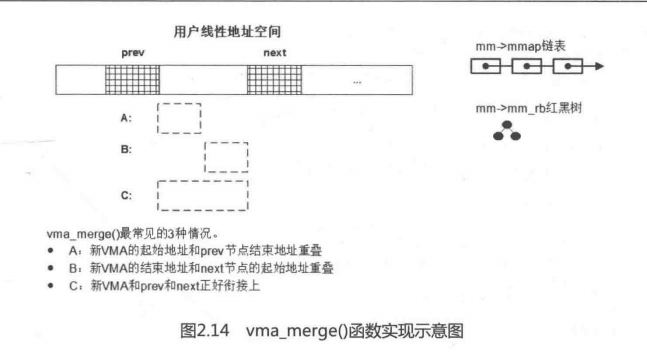 用户线性地址空间
prev
next
mm->mmap链表
...
mm->mm_rb红黑树
A:
B:
C:
vma_merge()最常见的3种情况。
• A：新VMA的起始地址和prev节点结束地址重叠
• B：新VMA的结束地址和next节点的起始地址重叠
• C：新VMA和prev和next正好衔接上
图2.14 vma_merge()函数实现示意图